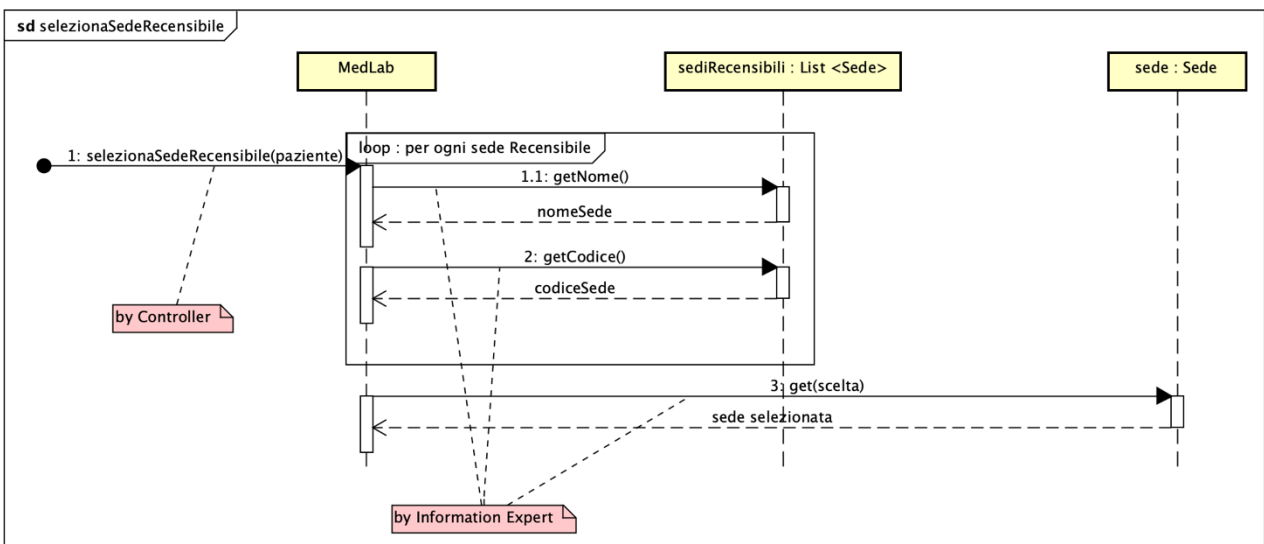 sd selezionaSedeRecensibile
MedLab
sediRecensibili : List <Sede>
sede : Sede
loop : per ogni sede Recensibile
1: selezionaSedeRecensibile(paziente)
1.1: getNome()
nomeSede
2: getCodice()
codiceSede
by Controller
3: get(scelta)
sede selezionata
by Information Expert